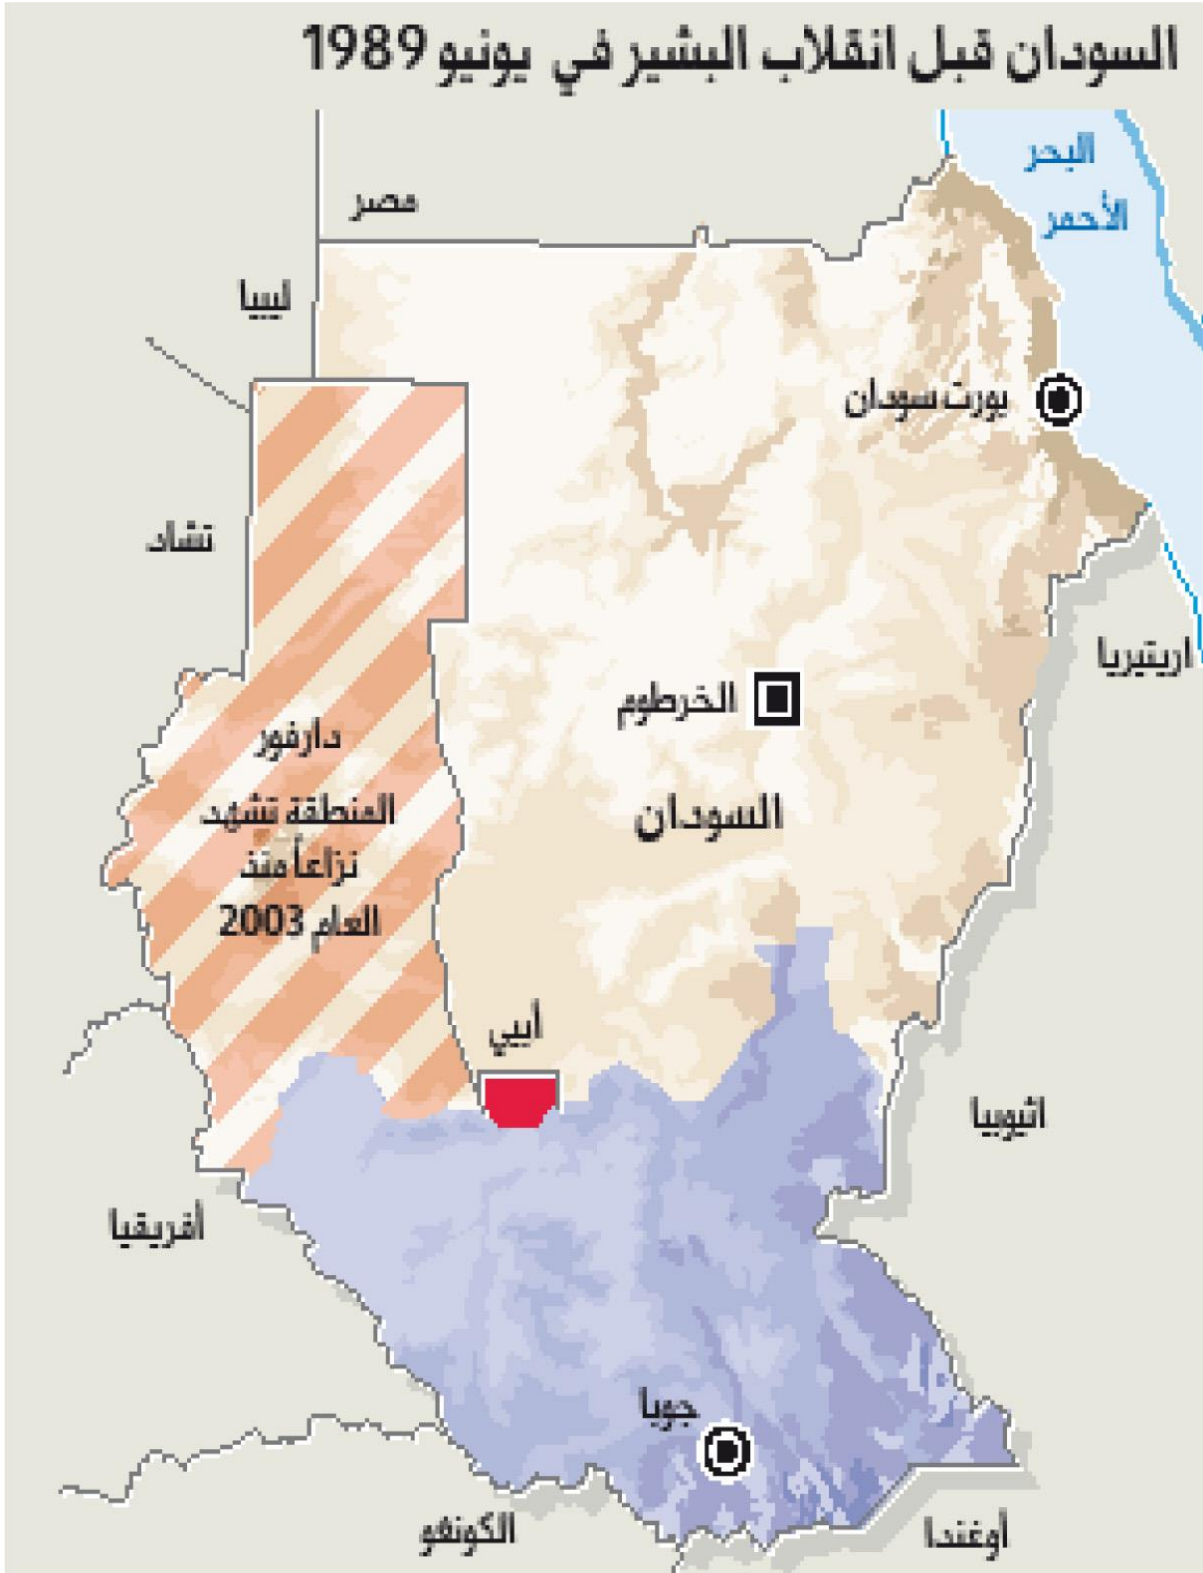 السودان قبل انقلاب البشير في يونيو 1989
البحر
الأحمر
مصر
ليبيا
بورت سودان
تشاد
اريتيريا
الخرطوم
دارفور
المنطقة تشهد
نزاعاً منذ
العام 2003
السودان
أبيي
اثيوبيا
أفريقيا
جوبا
الكونغو
أوغندا